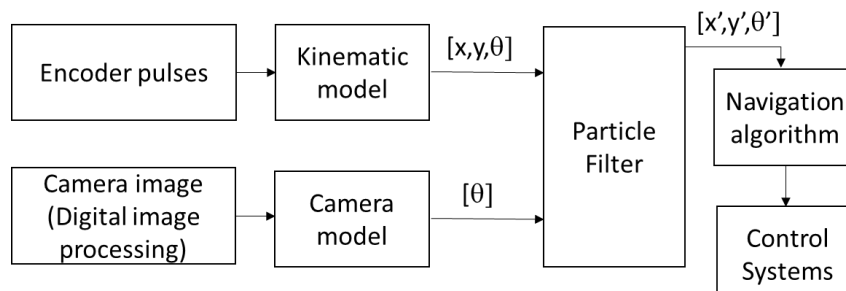 Encoder pulses
Kinematic
model
[x,y,θ]
Camera image
(Digital image
processing)
Camera
model
[θ]
Particle
Filter
[x’,y’,θ’]
Navigation
algorithm
Control
Systems